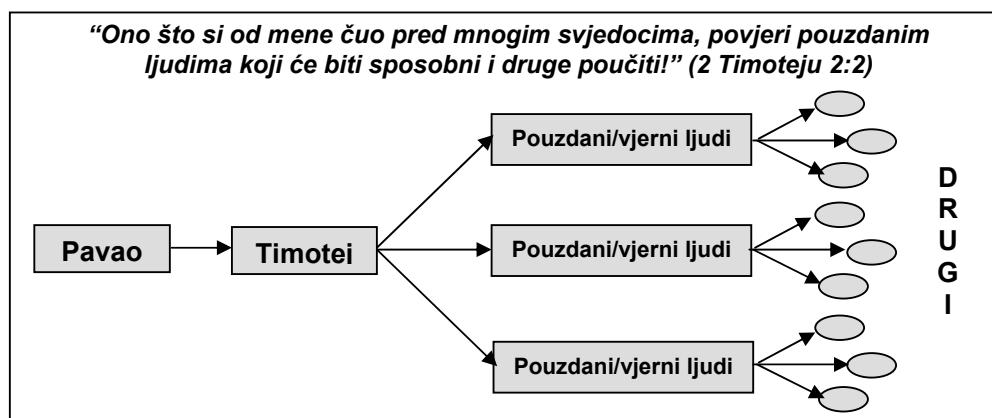 “Ono što si od mene čuo pred mnogim svjedocima, povjeri pouzdanim
ljudima koji će biti sposobni i druge poučiti!” (2 Timoteju 2:2)
Pouzdani/vjerni ljudi
Pavao
Timotej
Pouzdani/vjerni ljudi
Pouzdani/vjerni ljudi
D
R
U
G
I